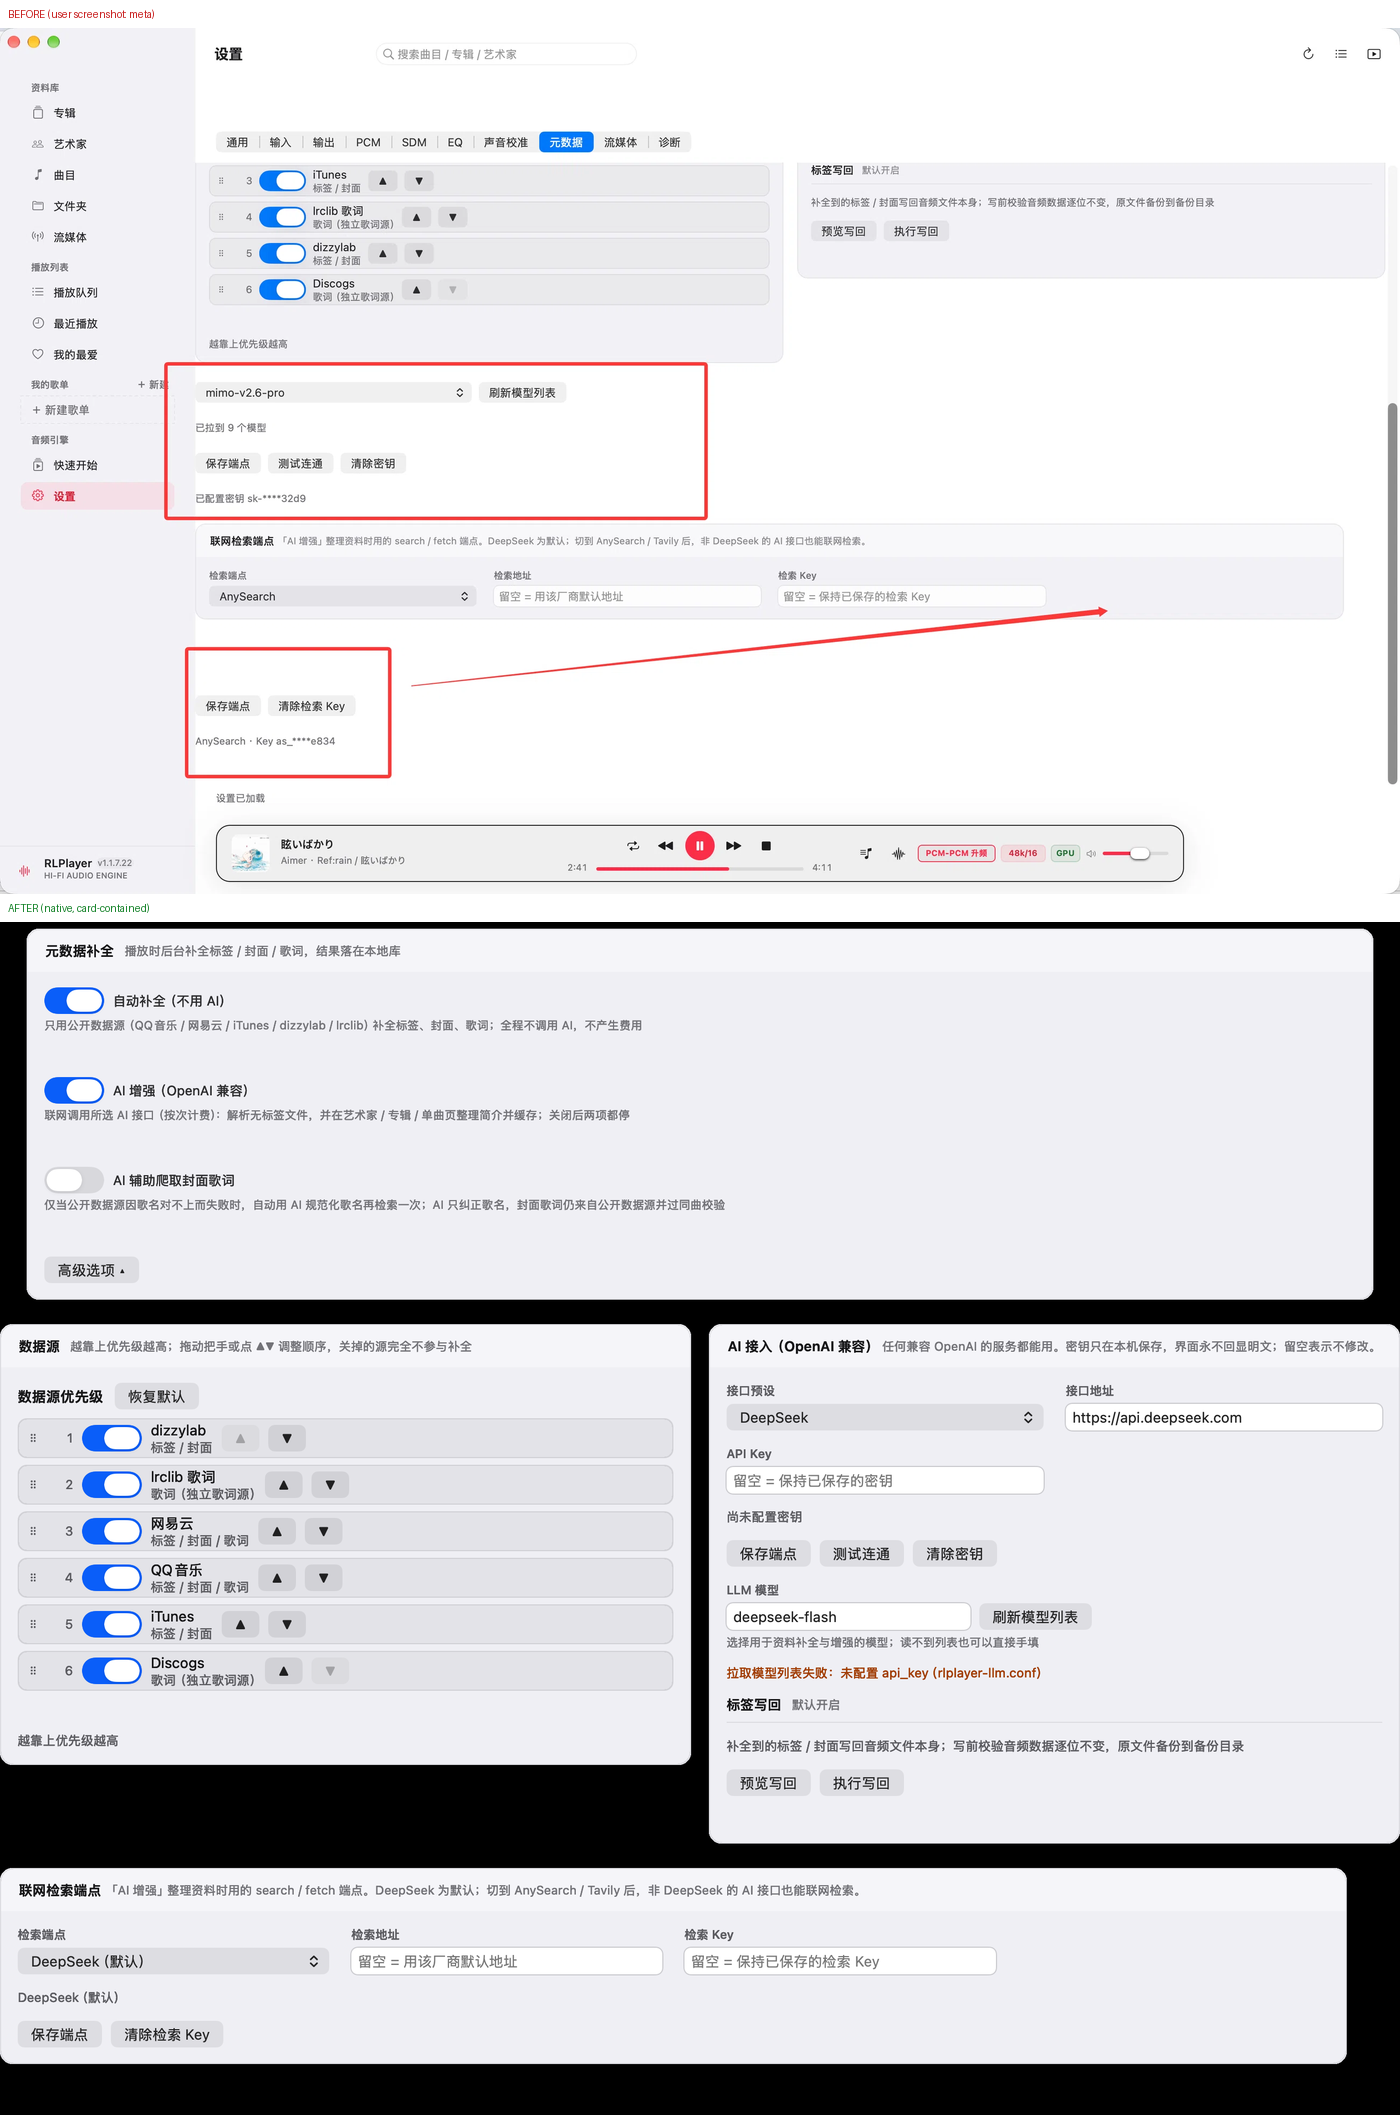 BEFORE (user screenshot: meta)
设置
搜索曲目 / 专辑 / 艺术家
资料库
专辑
艺术家
曲目
文件夹
流媒体
播放列表
播放队列
最近播放
我的最爱
我的歌单 + 新建
+ 新建歌单
音频引擎
快速开始
设置
RLPlayer v1.1.7.22
HI-FI AUDIO ENGINE
通用 输入 输出 PCM SDM EQ 声音校准 元数据 流媒体 诊断
3 iTunes ▲ ▼
标签 / 封面
4 lrclib 歌词 ▲ ▼
歌词 (独立歌词源)
5 dizzylab ▲ ▼
标签 / 封面
6 Discogs ▲ ▼
歌词 (独立歌词源)
越靠上优先级越高
标签写回 默认开启
补全到的标签 / 封面写回音频文件本身；写前校验音频数据逐位不变，原文件备份到备份目录
预览写回 执行写回
mimo-v2.6-pro 刷新模型列表
已拉到 9 个模型
保存端点 测试连通 清除密钥
已配置密钥 sk-****32d9
联网检索端点 「AI 增强」整理资料时用的 search / fetch 端点。DeepSeek 为默认；切到 AnySearch / Tavily 后，非 DeepSeek 的 AI 接口也能联网检索。
检索端点 检索地址 检索 Key
AnySearch 留空 = 用该厂商默认地址 留空 = 保持已保存的检索 Key
保存端点 清除检索 Key
AnySearch · Key as_****e834
设置已加载
眩いばかり
Aimer · Ref:rain / 眩いばかり
2:41 4:11
PCM-PCM 升频 48k/16 GPU
AFTER (native, card-contained)
元数据补全 播放时后台补全标签 / 封面 / 歌词，结果落在本地库
自动补全 (不用 AI)
只用公开数据源 (QQ音乐 / 网易云 / iTunes / dizzylab / lrclib) 补全标签、封面、歌词；全程不调用 AI，不产生费用
AI 增强 (OpenAI 兼容)
联网调用所选 AI 接口 (按次计费)：解析无标签文件，并在艺术家 / 专辑 / 单曲页整理简介并缓存；关闭后两项都停
AI 辅助爬取封面歌词
仅当公开数据源因歌名对不上而失败时，自动用 AI 规范化歌名再检索一次；AI 只纠正歌名，封面歌词仍来自公开数据源并过同曲校验
高级选项 ▴
数据源 越靠上优先级越高；拖动把手或点 ▲▼ 调整顺序，关掉的源完全不参与补全
数据源优先级 恢复默认
1 dizzylab ▲ ▼
标签 / 封面
2 lrclib 歌词 ▲ ▼
歌词 (独立歌词源)
3 网易云 ▲ ▼
标签 / 封面 / 歌词
4 QQ音乐 ▲ ▼
标签 / 封面 / 歌词
5 iTunes ▲ ▼
标签 / 封面
6 Discogs ▲ ▼
歌词 (独立歌词源)
越靠上优先级越高
AI 接入 (OpenAI 兼容) 任何兼容 OpenAI 的服务都能用。密钥只在本机保存，界面永不回显明文；留空表示不修改。
接口预设 接口地址
DeepSeek https://api.deepseek.com
API Key
留空 = 保持已保存的密钥
尚未配置密钥
保存端点 测试连通 清除密钥
LLM 模型
deepseek-flash 刷新模型列表
选择用于资料补全与增强的模型；读不到列表也可以直接手填
拉取模型列表失败：未配置 api_key (rlplayer-llm.conf)
标签写回 默认开启
补全到的标签 / 封面写回音频文件本身；写前校验音频数据逐位不变，原文件备份到备份目录
预览写回 执行写回
联网检索端点 「AI 增强」整理资料时用的 search / fetch 端点。DeepSeek 为默认；切到 AnySearch / Tavily 后，非 DeepSeek 的 AI 接口也能联网检索。
检索端点 检索地址 检索 Key
DeepSeek (默认) 留空 = 用该厂商默认地址 留空 = 保持已保存的检索 Key
DeepSeek (默认)
保存端点 清除检索 Key